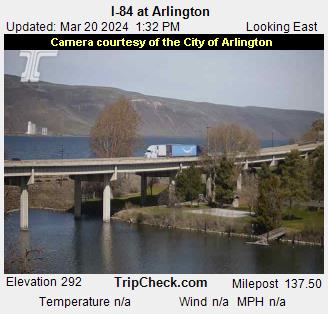 I-84 at Arlington
Updated: Mar 20 2024 1:32 PM Looking East
Camera courtesy of the City of Arlington
Elevation 292 TripCheck.com Milepost 137.50
Temperature n/a Wind n/a MPH n/a